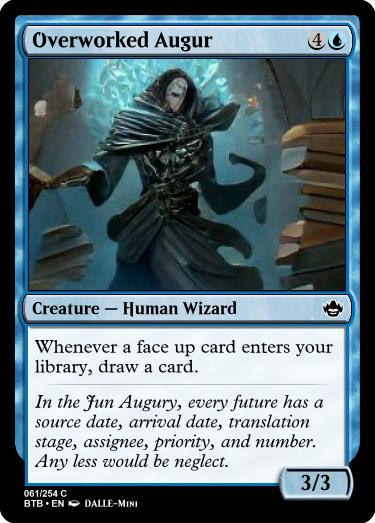 Overworked Augur 4
Creature — Human Wizard
Whenever a face up card enters your
library, draw a card.
In the Jun Augury, every future has a
source date, arrival date, translation
stage, assignee, priority, and number.
Any less would be neglect.
3/3
061/254 C
BTB • EN DALLE-Mini